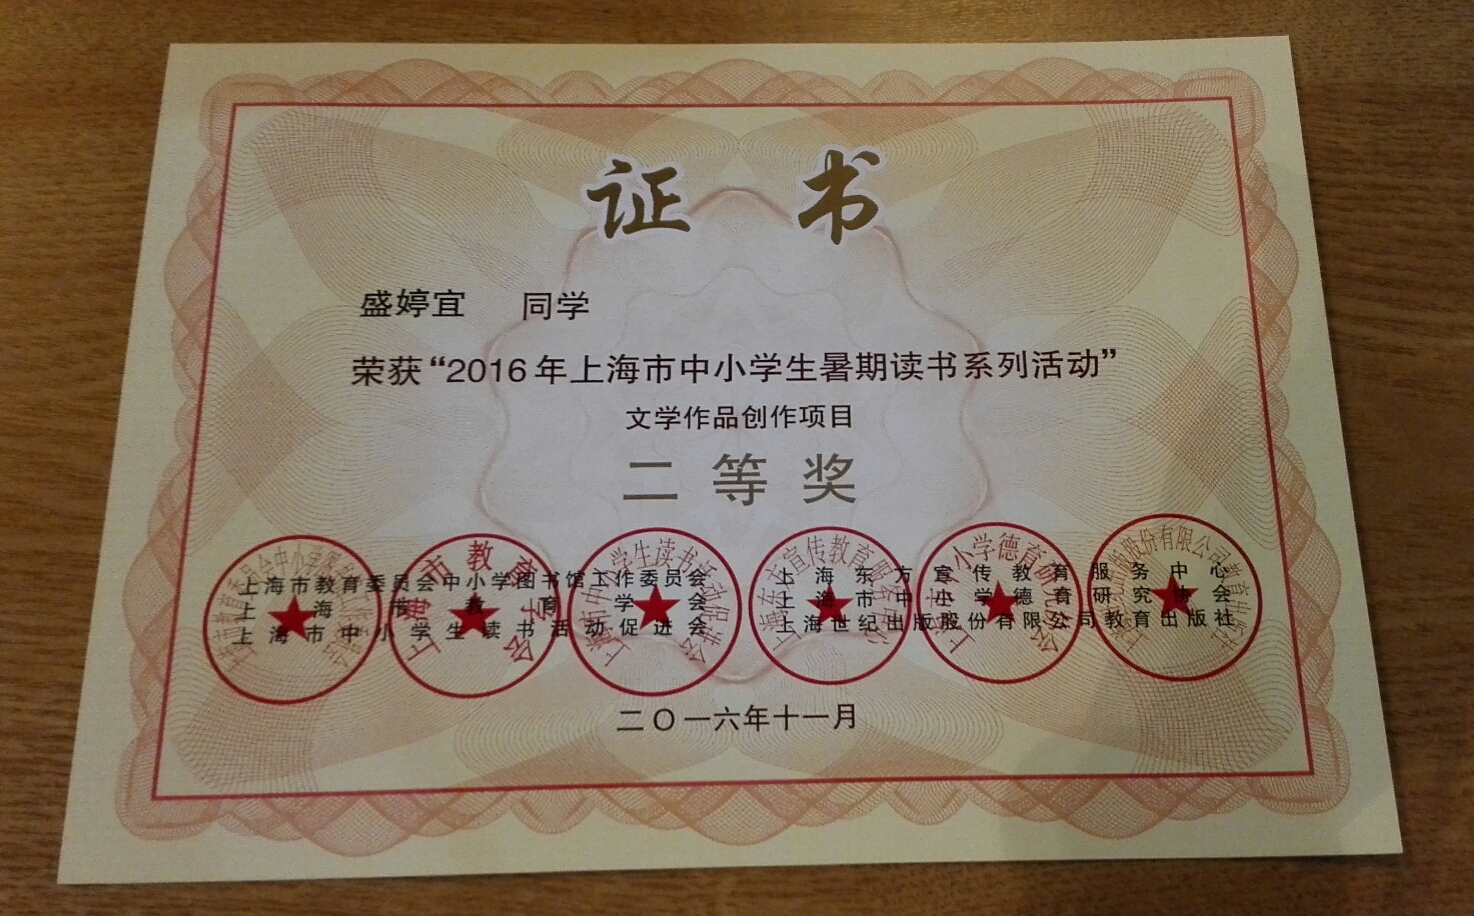 证 书
盛婷宜 同学
荣获“2016年上海市中小学生暑期读书系列活动”
文学作品创作项目
二等奖
上海市教育委员会中小学图书馆工作委员会
上海市教育学会
上海市中小学生读书活动促进会
上海东方宣传教育服务中心
上海市中小学德育研究协会
上海世纪出版股份有限公司教育出版社
二〇一六年十一月